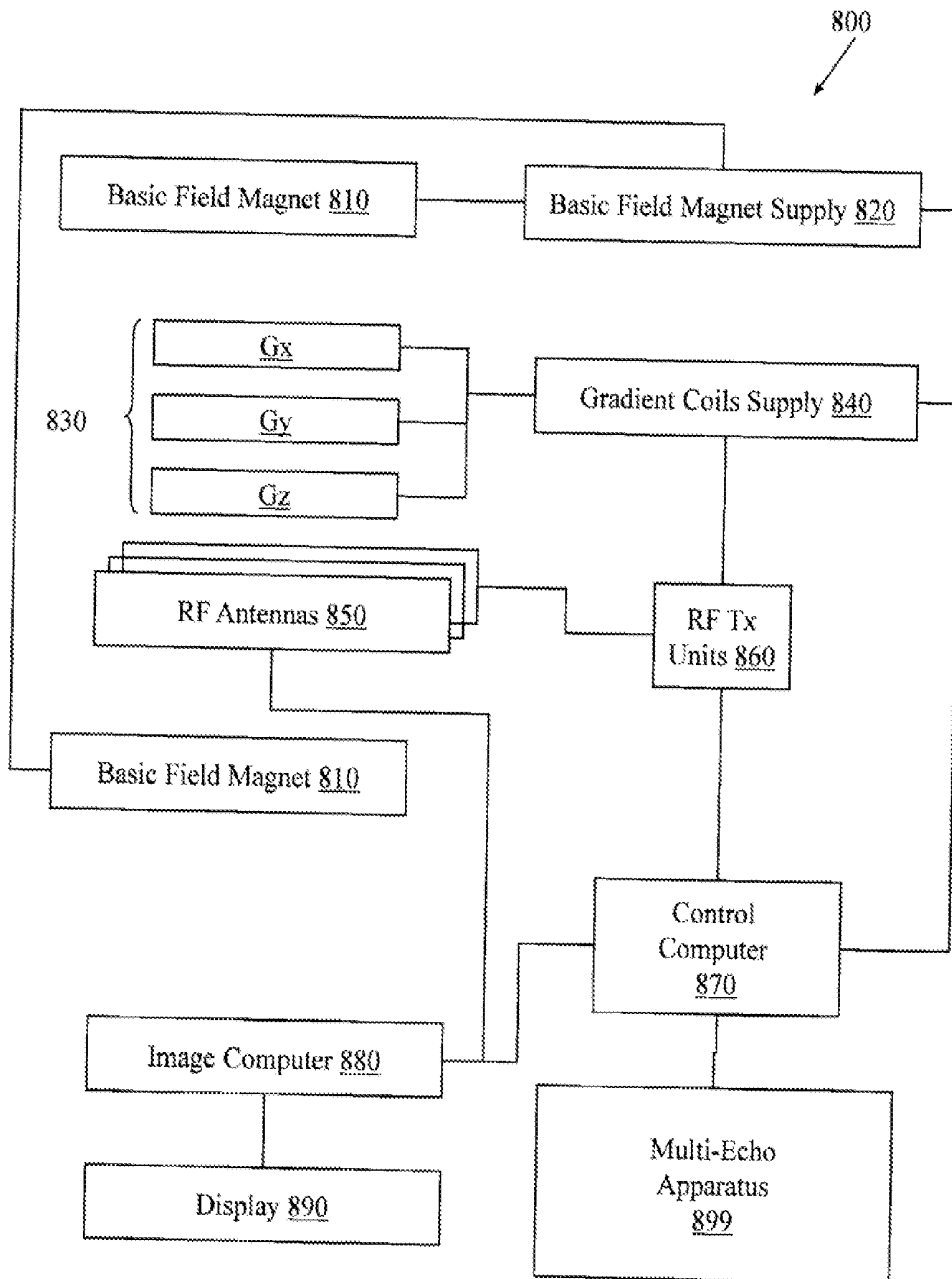 800
Basic Field Magnet 810
Basic Field Magnet Supply 820
830
Gx
Gy
Gz
Gradient Coils Supply 840
RF Antennas 850
RF Tx
Units 860
Basic Field Magnet 810
Control
Computer
870
Image Computer 880
Multi-Echo
Apparatus
899
Display 890